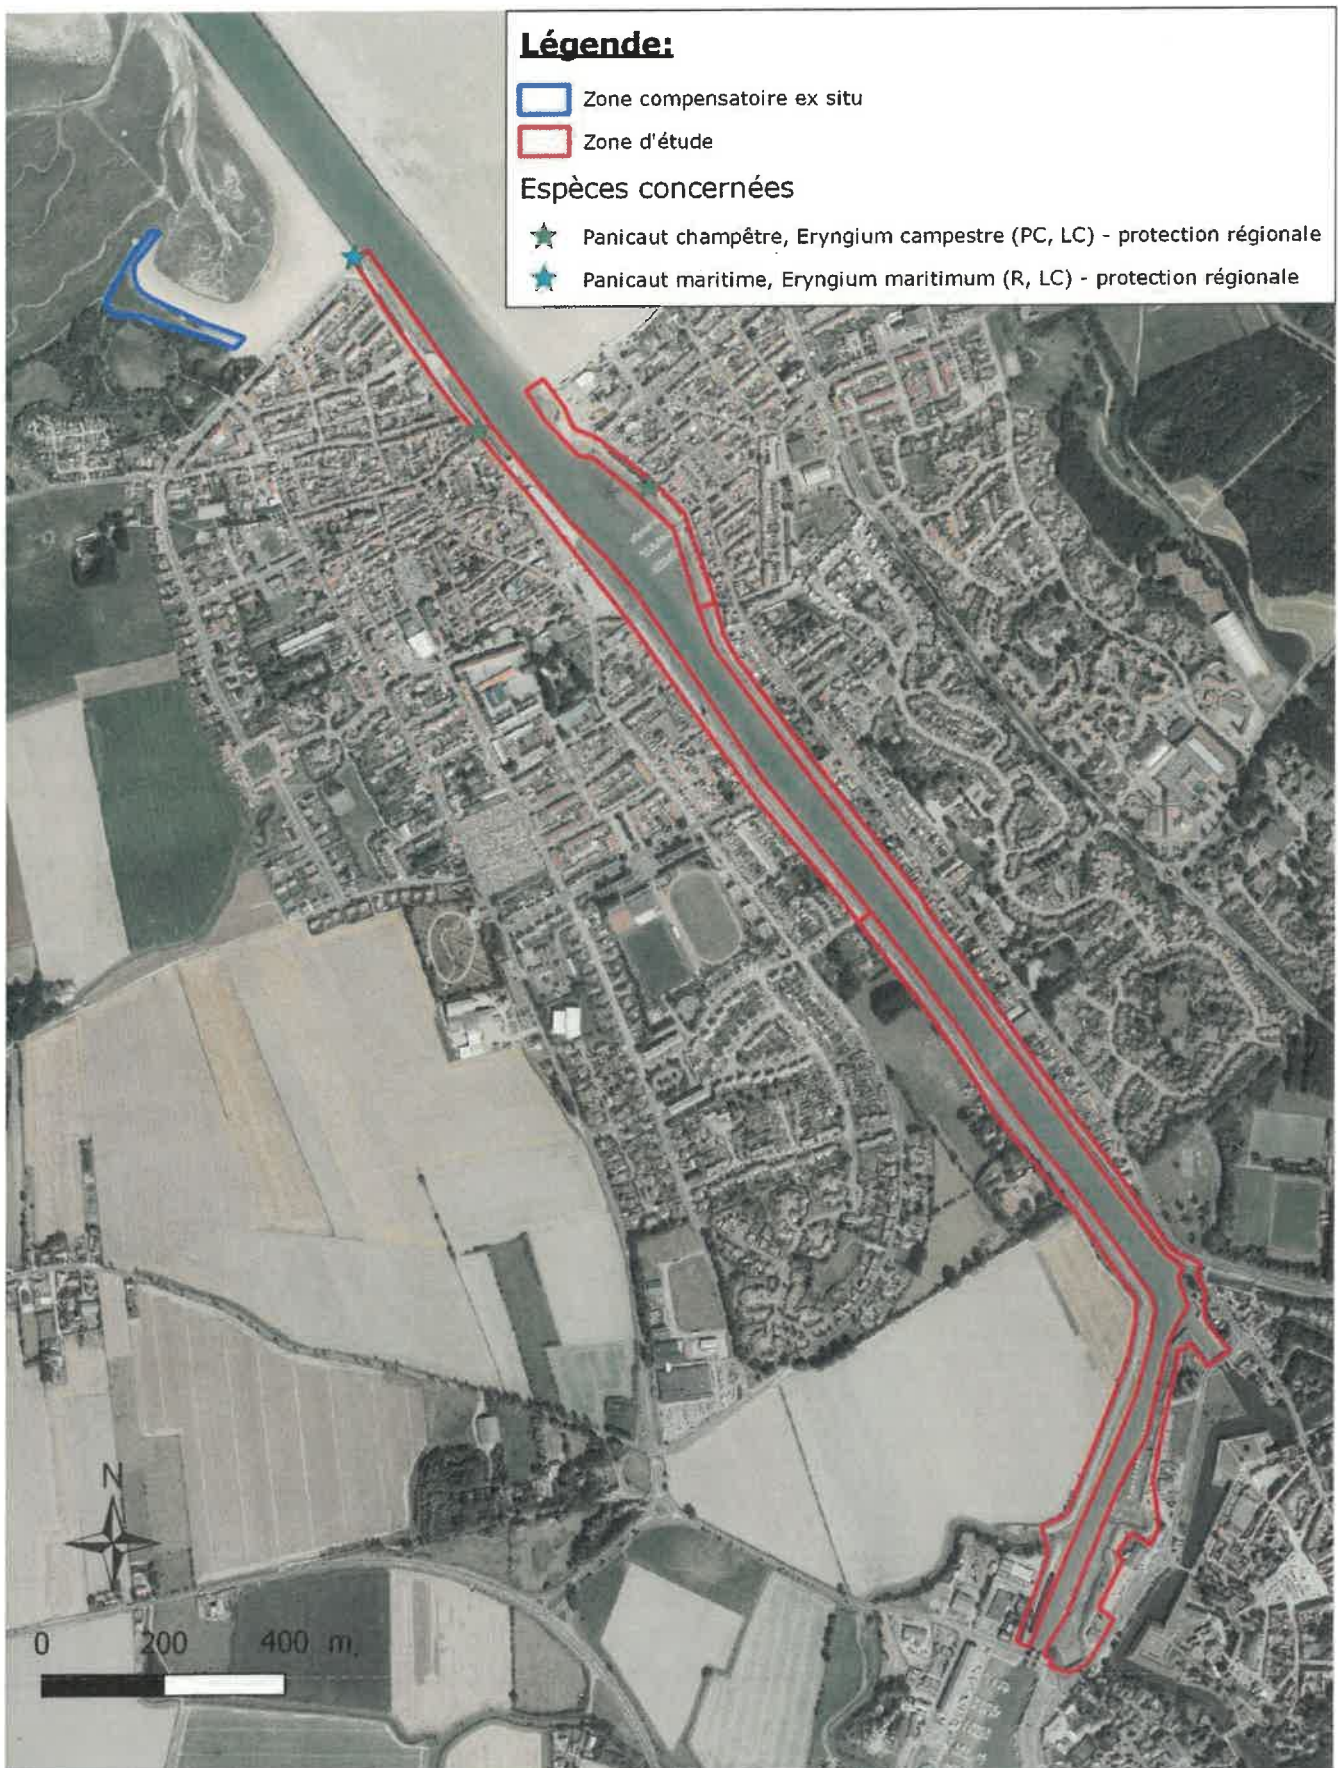 Légende:
Zone compensatoire ex situ
Zone d'étude
Espèces concernées
Panicaut champêtre, Eryngium campestre (PC, LC) - protection régionale
Panicaut maritime, Eryngium maritimum (R, LC) - protection régionale
N
0 200 400 m